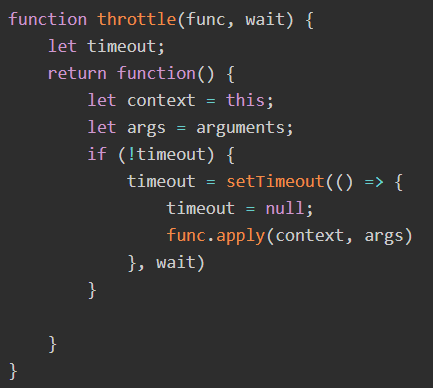 function throttle(func, wait) {
    let timeout;
    return function() {
        let context = this;
        let args = arguments;
        if (!timeout) {
            timeout = setTimeout(() => {
                timeout = null;
                func.apply(context, args)
            }, wait)
        }

    }
}